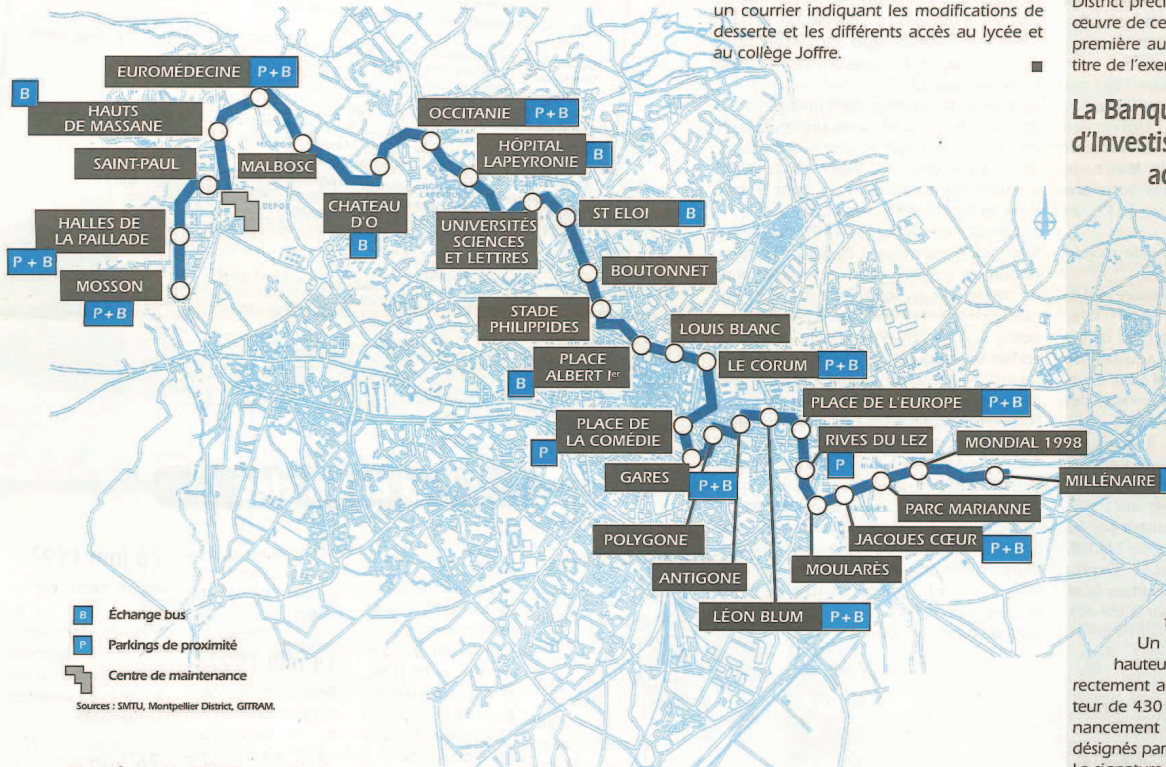 un courrier indiquant les modifications de
desserte et les différents accès au lycée et
au collège Joffre.
District
œuvre de ce
première au
titre de l'exer
La Banqu
d'Investis
EUROMÉDECINE P+B
B
HAUTS
DE MASSANE
SAINT-PAUL
MALBOSC
HALLES DE
LA PAILLADE
P+B
MOSSON
P+B
CHATEAU
D'O
B
OCCITANIE P+B
HÔPITAL
LAPEYRONIE B
UNIVERSITÉS
SCIENCES
ET LETTRES
ST ELOI B
BOUTONNET
STADE
PHILIPPIDES
LOUIS BLANC
PLACE
ALBERT Ier
B
LE CORUM P+B
PLACE DE
LA COMÉDIE
P
GARES
P+B
PLACE DE L'EUROPE P+B
RIVES DU LEZ
P
MONDIAL 1998
MILLÉNAIRE
PARC MARIANNE
JACQUES CŒUR P+B
MOULARÈS
POLYGONE
ANTIGONE
LÉON BLUM P+B
B Échange bus
P Parkings de proximité
Centre de maintenance
Sources : SMTU, Montpellier District, GITRAM.
Un
hauteu
rectement a
teur de 430
nancement
désignés par
La signature